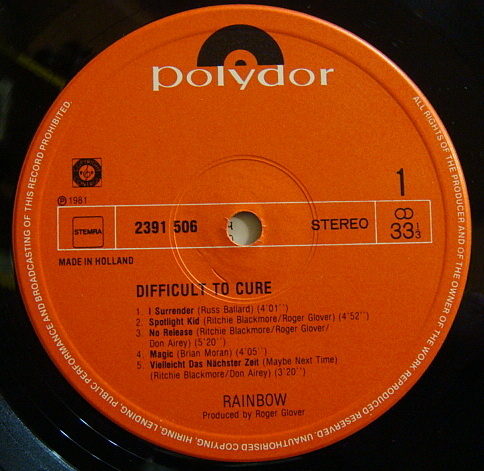 polydor
ALL RIGHTS OF THE PRODUCER AND OF THE OWNER OF THE WORK REPRODUCED RESERVED. UNAUTHORISED COPYING, HIRING, LENDING, PUBLIC PERFORMANCE AND BROADCASTING OF THIS RECORD PROHIBITED.
1
℗ 1981
STEMRA
2391 506
STEREO
33 1/3
MADE IN HOLLAND
DIFFICULT TO CURE
1. I Surrender (Russ Ballard) (4'01'')
2. Spotlight Kid (Ritchie Blackmore/Roger Glover) (4'52'')
3. No Release (Ritchie Blackmore/Roger Glover/
Don Airey) (5'20'')
4. Magic (Brian Moran) (4'05'')
5. Vielleicht Das Nächster Zeit (Maybe Next Time)
(Ritchie Blackmore/Don Airey) (3'20'')
RAINBOW
Produced by Roger Glover